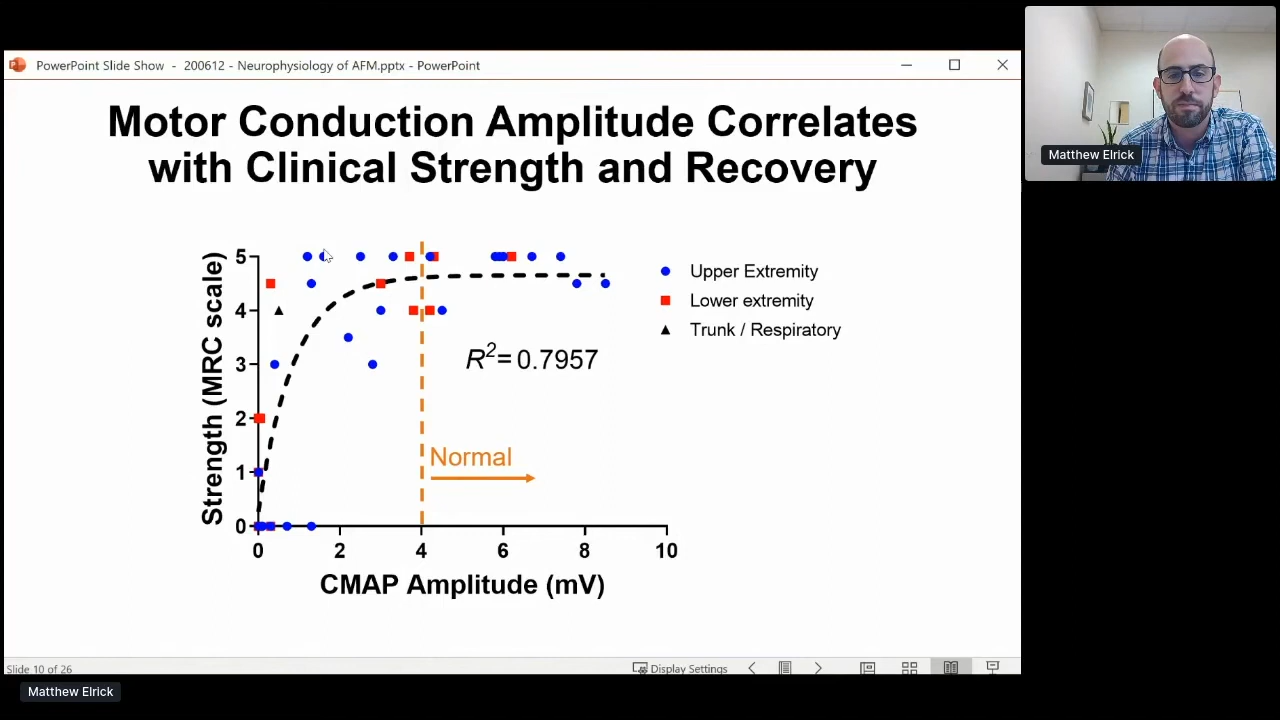 PowerPoint Slide Show - 200612 - Neurophysiology of AFM.pptx - PowerPoint
Matthew Elrick
Motor Conduction Amplitude Correlates
with Clinical Strength and Recovery
Strength (MRC scale)
5
4
3
2
1
0
R2= 0.7957
Normal
0 2 4 6 8 10
CMAP Amplitude (mV)
Upper Extremity
Lower extremity
Trunk / Respiratory
Slide 10 of 26
Display Settings
Matthew Elrick